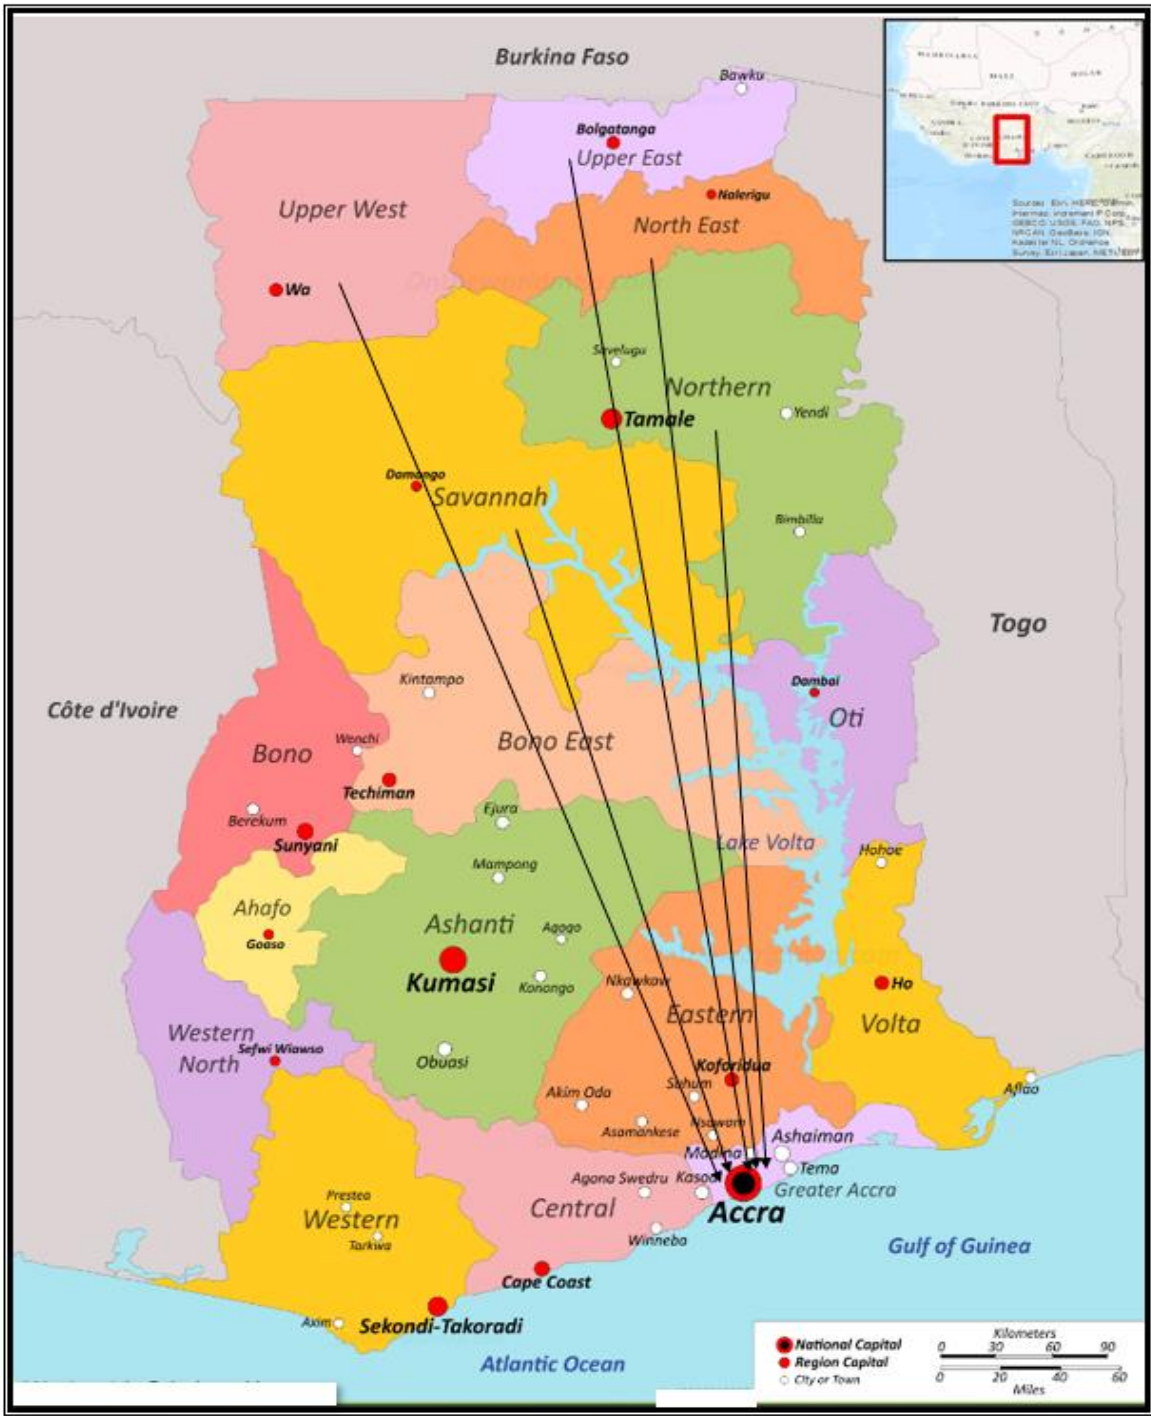 Burkina Faso
Bawku
Bolgatanga
Upper East
Nalerigu
Upper West
North East
Wa
Savelugu
Northern
Yendi
Tamale
Damongo
Savannah
Bimbilla
Togo
Kintampo
Dambai
Côte d'Ivoire
Oti
Bono
Wenchi
Bono East
Techiman
Ejura
Berekum
Sunyani
Lake Volta
Hohoe
Mampong
Ahafo
Goaso
Ashanti
Agogo
Kumasi
Konongo
Nkawkaw
Ho
Eastern
Volta
Western
North
Sefwi Wiawso
Obuasi
Koforidua
Suhum
Akim Oda
Aflao
Asamankese
Nsawam
Ashaiman
Madina
Tema
Agona Swedru
Kasoa
Greater Accra
Prestea
Western
Central
Accra
Tarkwa
Winneba
Gulf of Guinea
Cape Coast
Axim
Sekondi-Takoradi
Atlantic Ocean
National Capital
Region Capital
City or Town
Kilometers
0 30 60 90
0 20 40 60
Miles